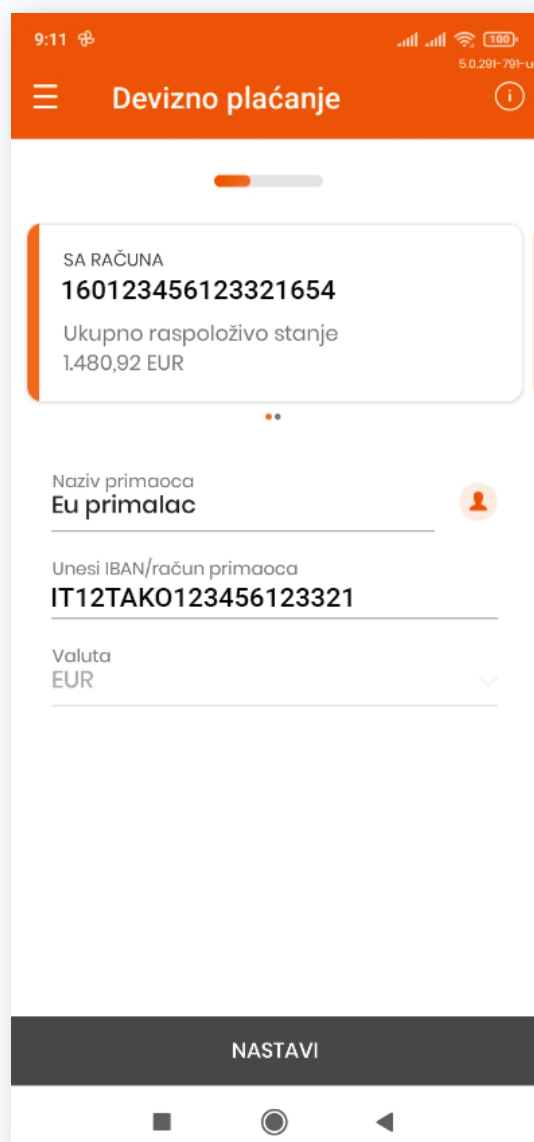 9:11
100
5.0.291-791-u
Devizno plaćanje
SA RAČUNA
160123456123321654
Ukupno raspoloživo stanje
1.480,92 EUR
Naziv primaoca
Eu primalac
Unesi IBAN/račun primaoca
IT12TAKO123456123321
Valuta
EUR
NASTAVI